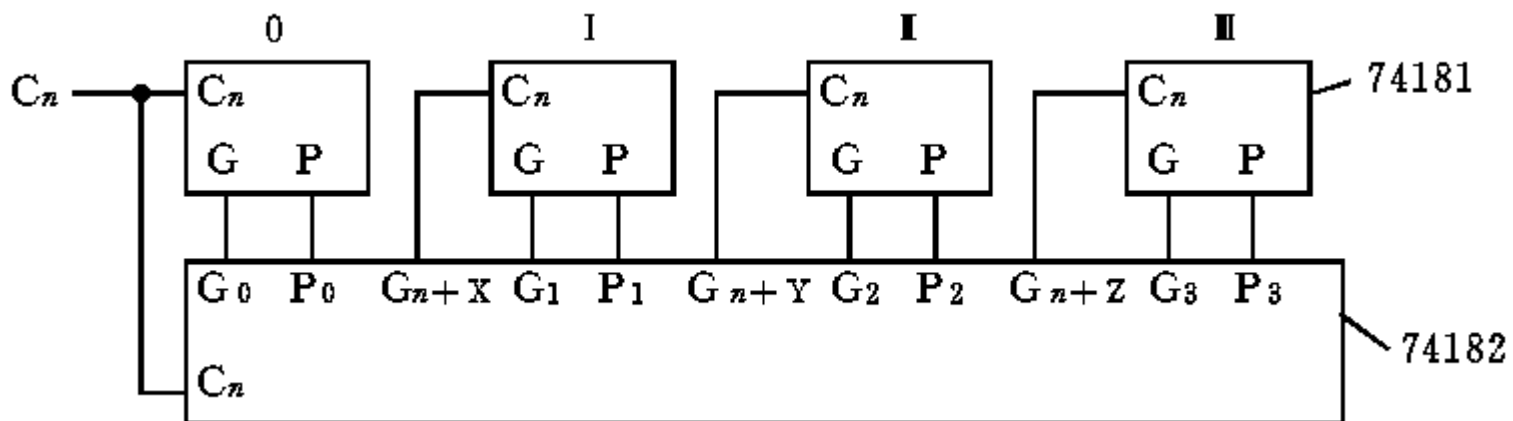 0 I II III
Cn Cn Cn Cn Cn 74181
G P G P G P G P
G0 P0 Gn+X G1 P1 Gn+Y G2 P2 Gn+Z G3 P3
74182
Cn